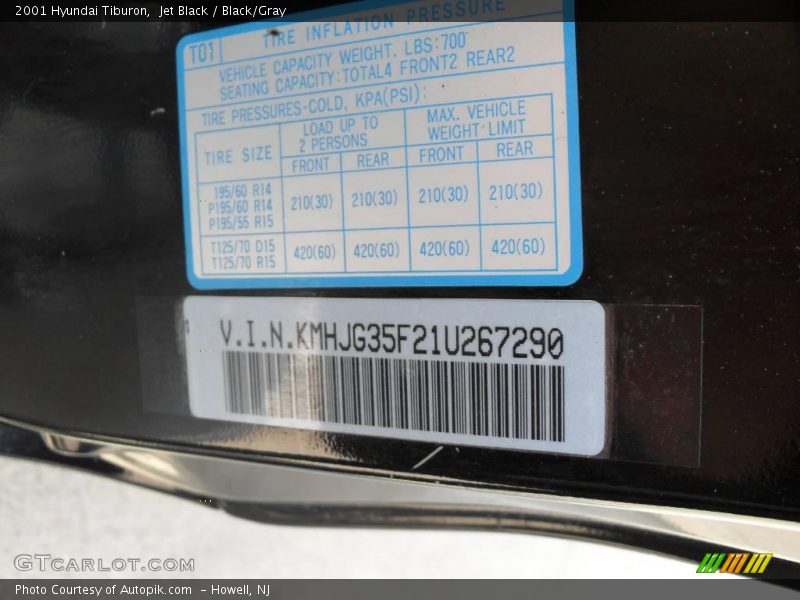 2001 Hyundai Tiburon,  Jet Black / Black/Gray
T01 TIRE INFLATION PRESSURE
VEHICLE CAPACITY WEIGHT. LBS:700
SEATING CAPACITY:TOTAL4 FRONT2 REAR2
TIRE PRESSURES-COLD, KPA(PSI):
TIRE SIZE
LOAD UP TO
2 PERSONS
MAX. VEHICLE
WEIGHT LIMIT
FRONT REAR FRONT REAR
195/60 R14
P195/60 R14
P195/55 R15
210(30) 210(30) 210(30) 210(30)
T125/70 D15
T125/70 R15
420(60) 420(60) 420(60) 420(60)
V.I.N.KMHJG35F21U267290
GTCARLOT.COM
Photo Courtesy of Autopik.com  - Howell, NJ